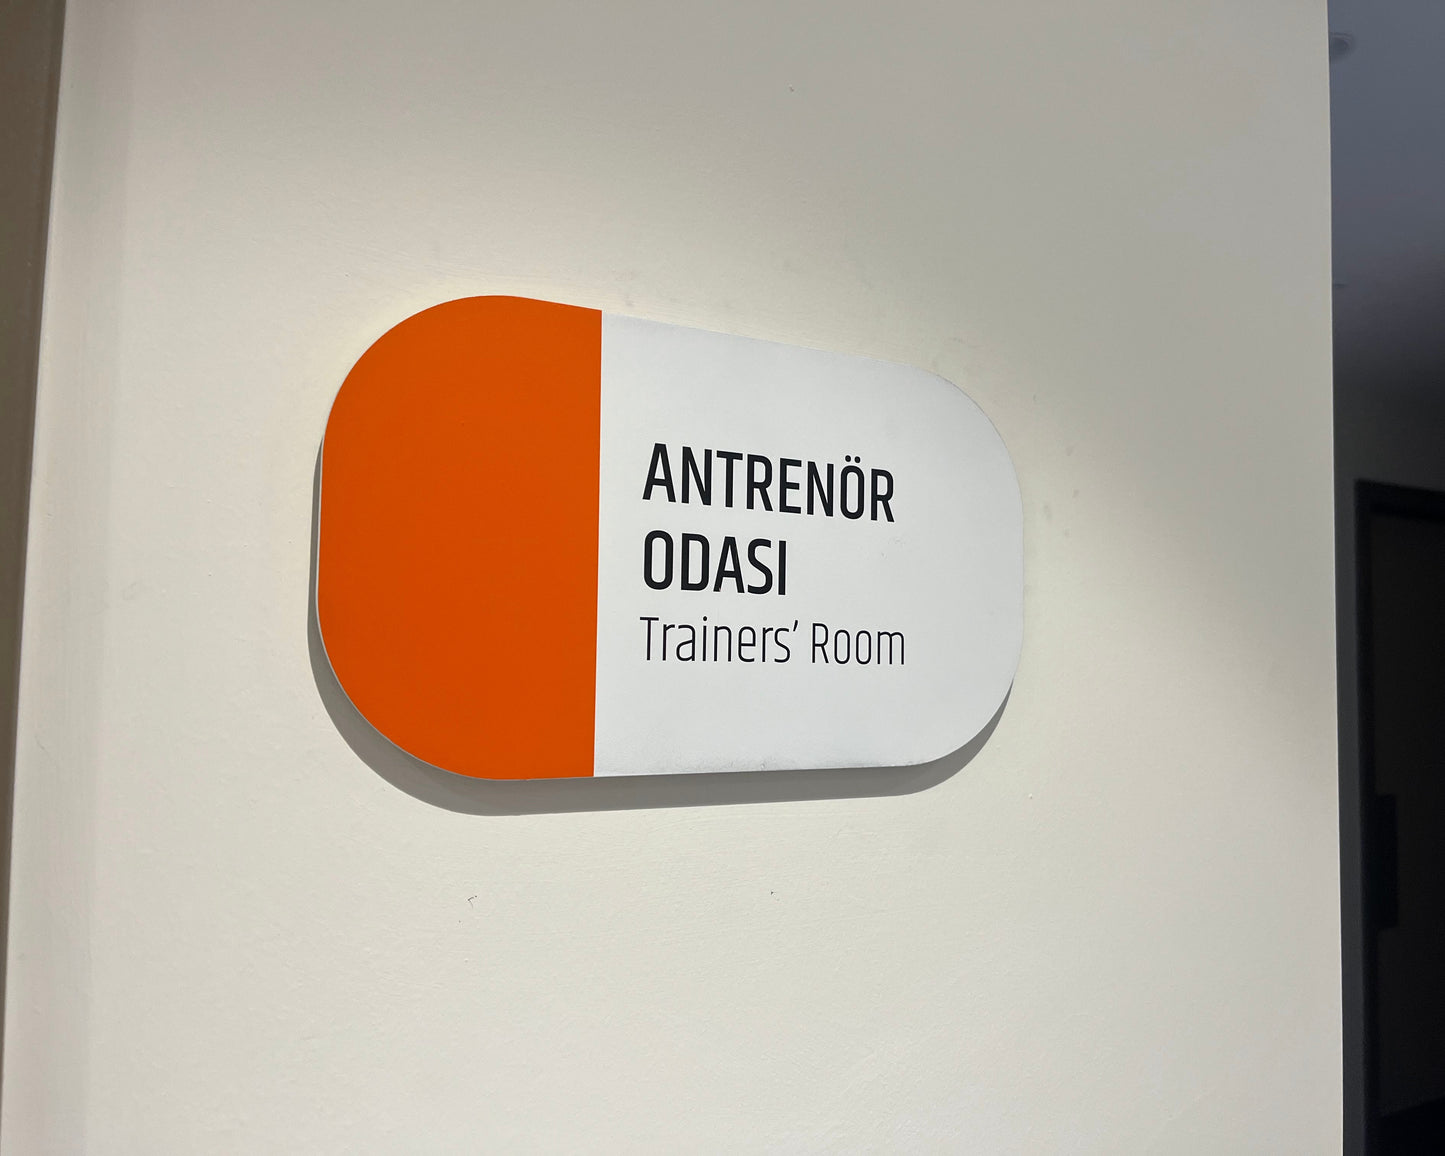 ANTRENÖR
ODASI
Trainers’ Room